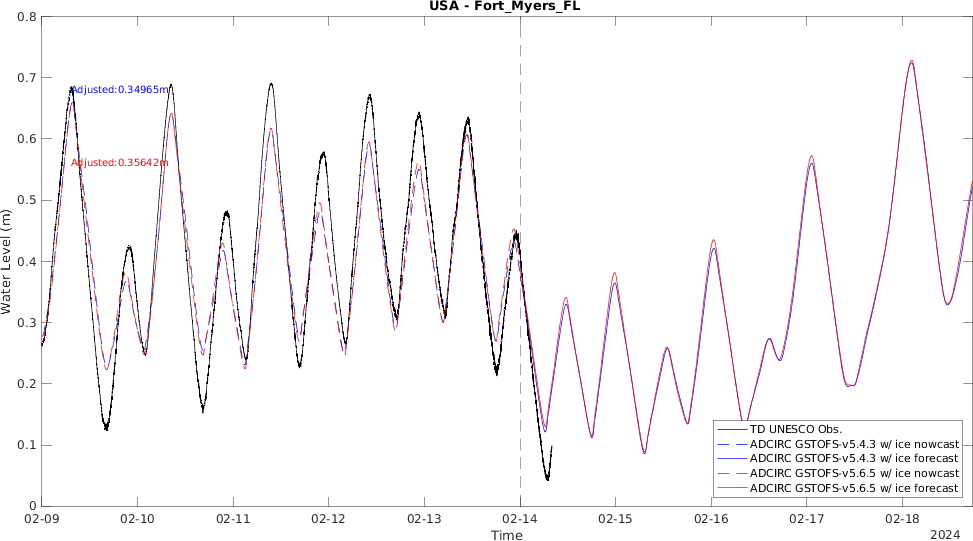 USA - Fort_Myers_FL
0.8
0.7
0.6
0.5
0.4
0.3
0.2
0.1
0
Water Level (m)
Adjusted:0.34965m
Adjusted:0.35642m
TD UNESCO Obs.
ADCIRC GSTOFS-v5.4.3 w/ ice nowcast
ADCIRC GSTOFS-v5.4.3 w/ ice forecast
ADCIRC GSTOFS-v5.6.5 w/ ice nowcast
ADCIRC GSTOFS-v5.6.5 w/ ice forecast
02-09 02-10 02-11 02-12 02-13 02-14 02-15 02-16 02-17 02-18
Time
2024